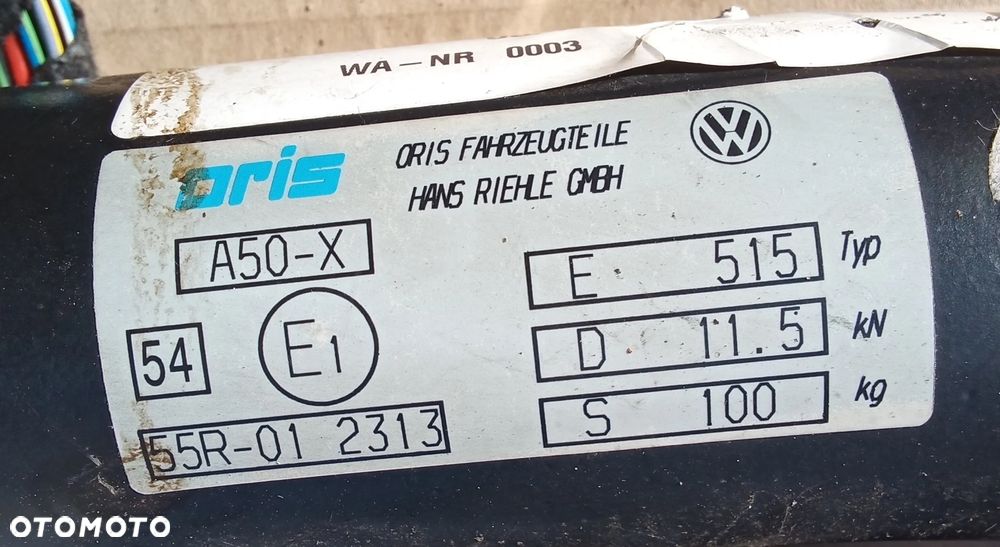 WA-NR 0003
oris
ORIS FAHRZEUGTEILE
HANS RIEHLE GMBH
A50-X
E 515 Typ
54
E1
D 11.5 kN
55R-01 2313
S 100 kg
OTOMOTO